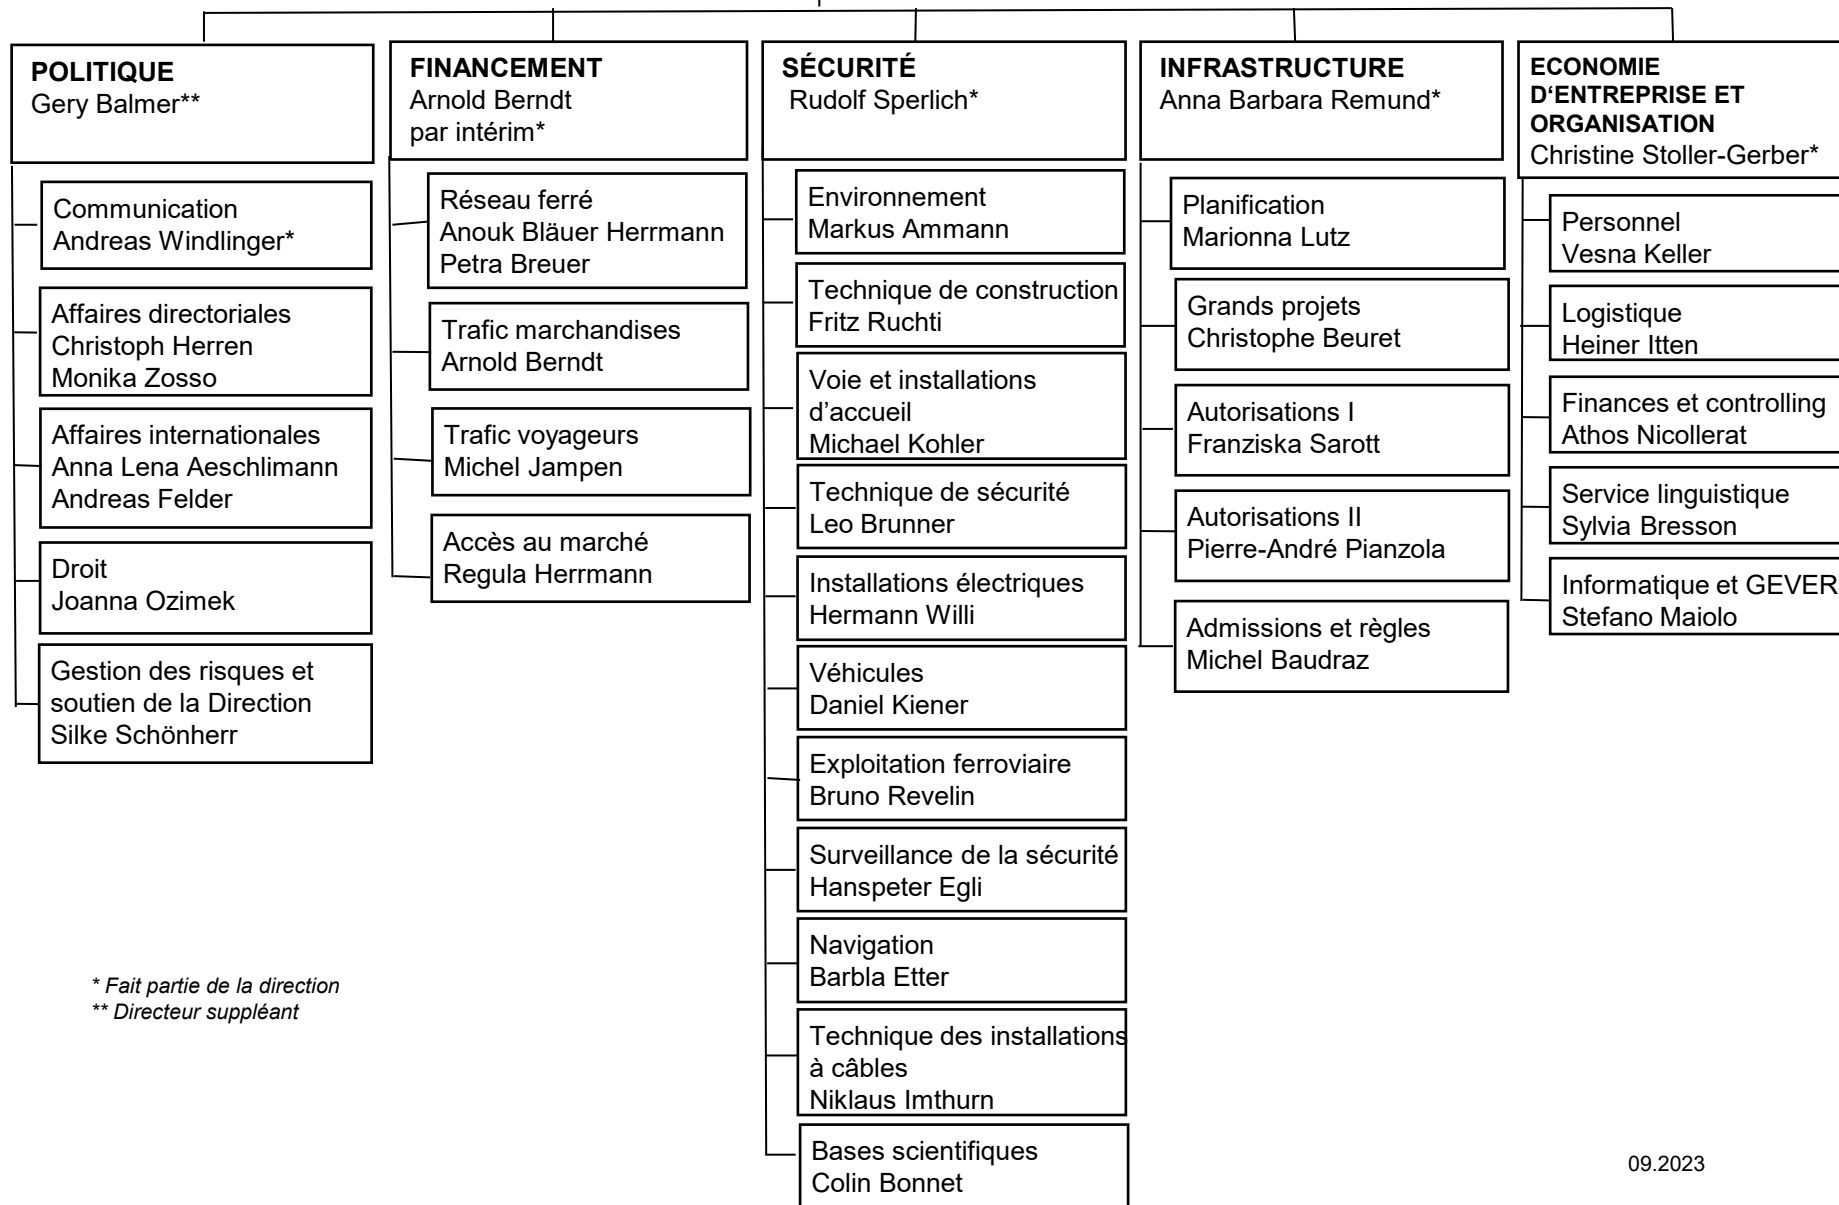 POLITIQUE
Gery Balmer**
Communication
Andreas Windlinger*
Affaires directoriales
Christoph Herren
Monika Zosso
Affaires internationales
Anna Lena Aeschlimann
Andreas Felder
Droit
Joanna Ozimek
Gestion des risques et
soutien de la Direction
Silke Schönherr
FINANCEMENT
Arnold Berndt
par intérim*
Réseau ferré
Anouk Bläuer Herrmann
Petra Breuer
Trafic marchandises
Arnold Berndt
Trafic voyageurs
Michel Jampen
Accès au marché
Regula Herrmann
SÉCURITÉ
Rudolf Sperlich*
Environnement
Markus Ammann
Technique de construction
Fritz Ruchti
Voie et installations
d’accueil
Michael Kohler
Technique de sécurité
Leo Brunner
Installations électriques
Hermann Willi
Véhicules
Daniel Kiener
Exploitation ferroviaire
Bruno Revelin
Surveillance de la sécurité
Hanspeter Egli
Navigation
Barbla Etter
Technique des installations
à câbles
Niklaus Imthurn
Bases scientifiques
Colin Bonnet
INFRASTRUCTURE
Anna Barbara Remund*
Planification
Marionna Lutz
Grands projets
Christophe Beuret
Autorisations I
Franziska Sarott
Autorisations II
Pierre-André Pianzola
Admissions et règles
Michel Baudraz
ECONOMIE
D‘ENTREPRISE ET
ORGANISATION
Christine Stoller-Gerber*
Personnel
Vesna Keller
Logistique
Heiner Itten
Finances et controlling
Athos Nicollerat
Service linguistique
Sylvia Bresson
Informatique et GEVER
Stefano Maiolo
* Fait partie de la direction
** Directeur suppléant
09.2023